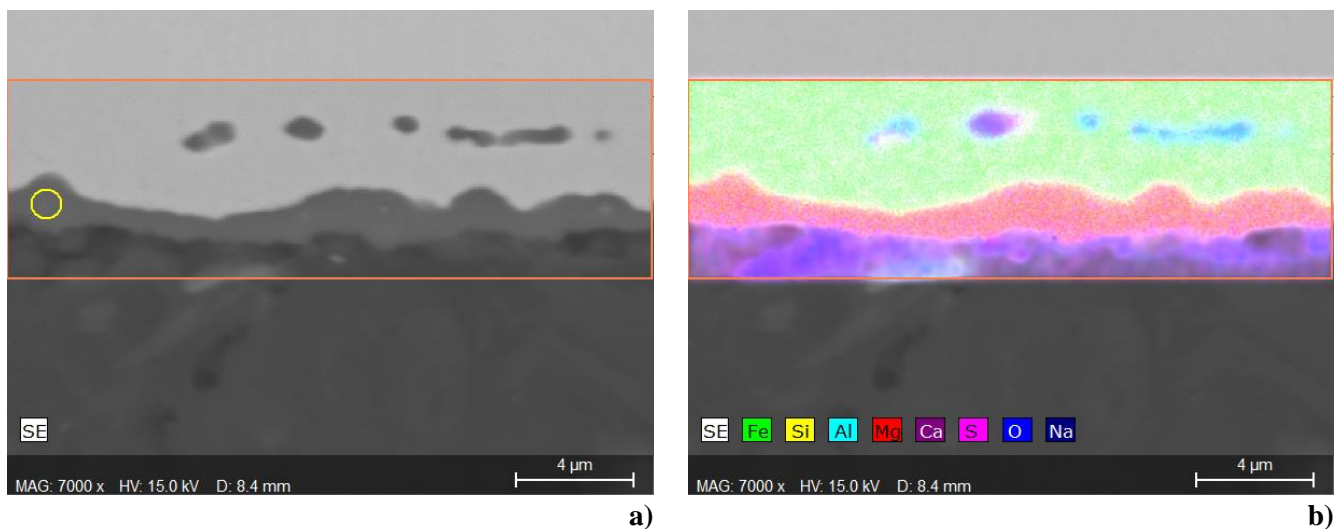 SE
4 µm
MAG: 7000 x HV: 15.0 kV D: 8.4 mm
a)
SE Fe Si Al Mg Ca S O Na
4 µm
MAG: 7000 x HV: 15.0 kV D: 8.4 mm
b)